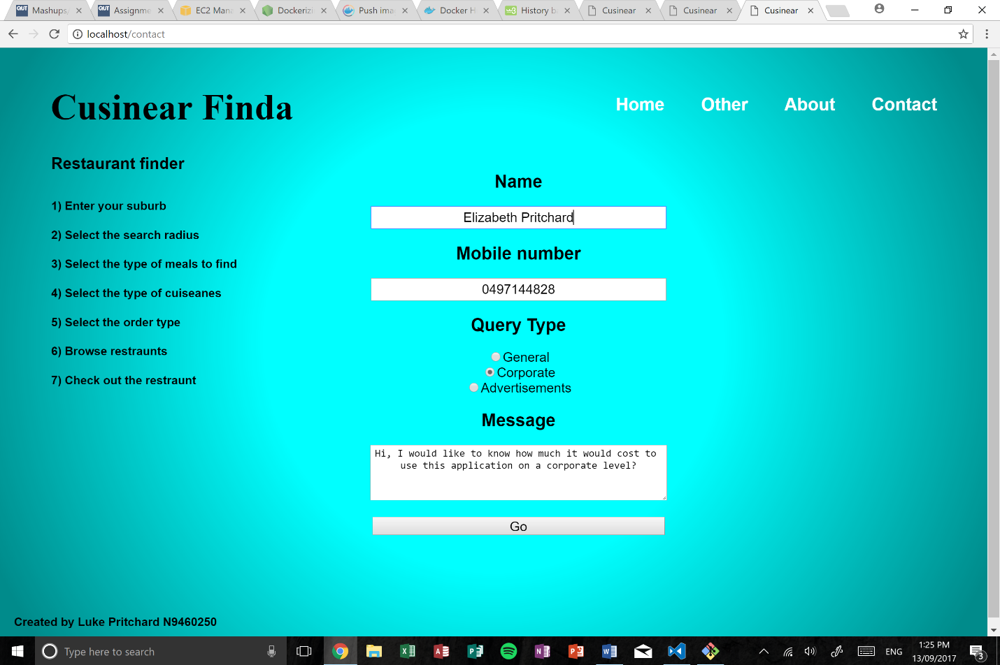 QUT Mashups
QUT Assignme
EC2 Man
Dockerizi
Push ima
Docker H
History b
Cusinear
Cusinear
Cusinear
localhost/contact
Cusinear Finda
Home
Other
About
Contact
Restaurant finder
1) Enter your suburb
2) Select the search radius
3) Select the type of meals to find
4) Select the type of cuiseanes
5) Select the order type
6) Browse restraunts
7) Check out the restraunt
Name
Elizabeth Pritchard
Mobile number
0497144828
Query Type
General
Corporate
Advertisements
Message
Hi, I would like to know how much it would cost to
use this application on a corporate level?
Go
Created by Luke Pritchard N9460250
Type here to search
ENG
1:25 PM
13/09/2017
3